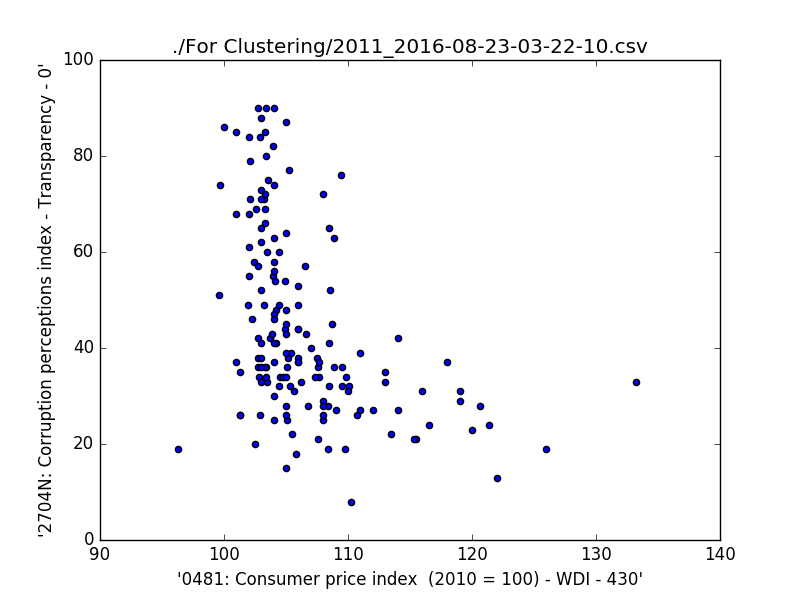 ./For Clustering/2011_2016-08-23-03-22-10.csv
'2704N: Corruption perceptions index - Transparency - 0'
100
80
60
40
20
0
90 100 110 120 130 140
'0481: Consumer price index  (2010 = 100) - WDI - 430'